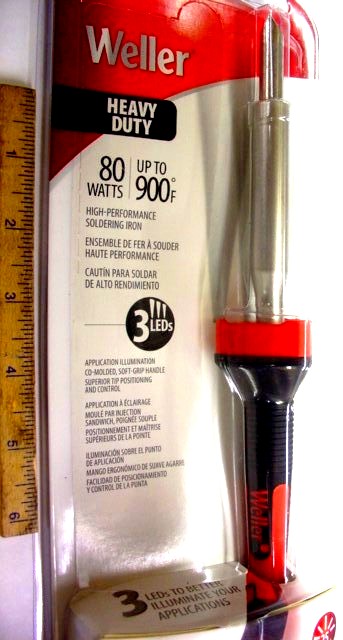 Weller
HEAVY
DUTY
80
WATTS
UP TO
900°F
HIGH-PERFORMANCE
SOLDERING IRON
ENSEMBLE DE FER À SOUDER
HAUTE PERFORMANCE
CAUTÍN PARA SOLDAR
DE ALTO RENDIMIENTO
3 LEDs
APPLICATION ILLUMINATION
CO-MOLDED, SOFT-GRIP HANDLE
SUPERIOR TIP POSITIONING
AND CONTROL
APPLICATION À ÉCLAIRAGE
MOULÉ PAR INJECTION
SANDWICH, POIGNÉE SOUPLE
POSITIONNEMENT ET MAÎTRISE
SUPÉRIEURS DE LA POINTE
ILUMINACIÓN SOBRE EL PUNTO
DE APLICACIÓN
MANGO ERGONÓMICO DE SUAVE AGARRE
FACILIDAD DE POSICIONAMIENTO
Y CONTROL DE LA PUNTA
Weller
3 LEDs TO BETTER
ILLUMINATE YOUR
APPLICATIONS
1
2
3
4
5
6